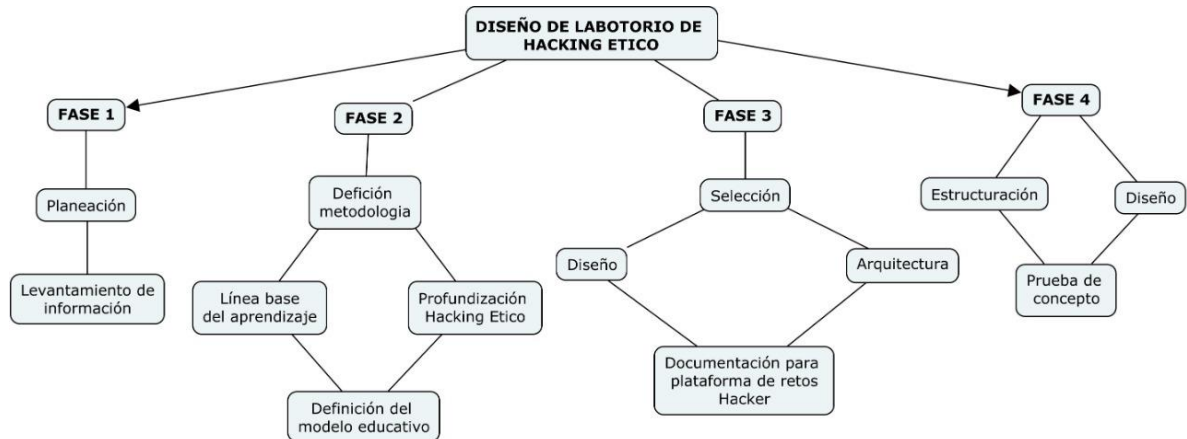 DISEÑO DE LABOTORIO DE
HACKING ETICO
FASE 1
Planeación
Levantamiento de
información
FASE 2
Defición
metodologia
Línea base
del aprendizaje
Profundización
Hacking Etico
Definición del
modelo educativo
FASE 3
Selección
Diseño
Arquitectura
Documentación para
plataforma de retos
Hacker
FASE 4
Estructuración
Diseño
Prueba de
concepto